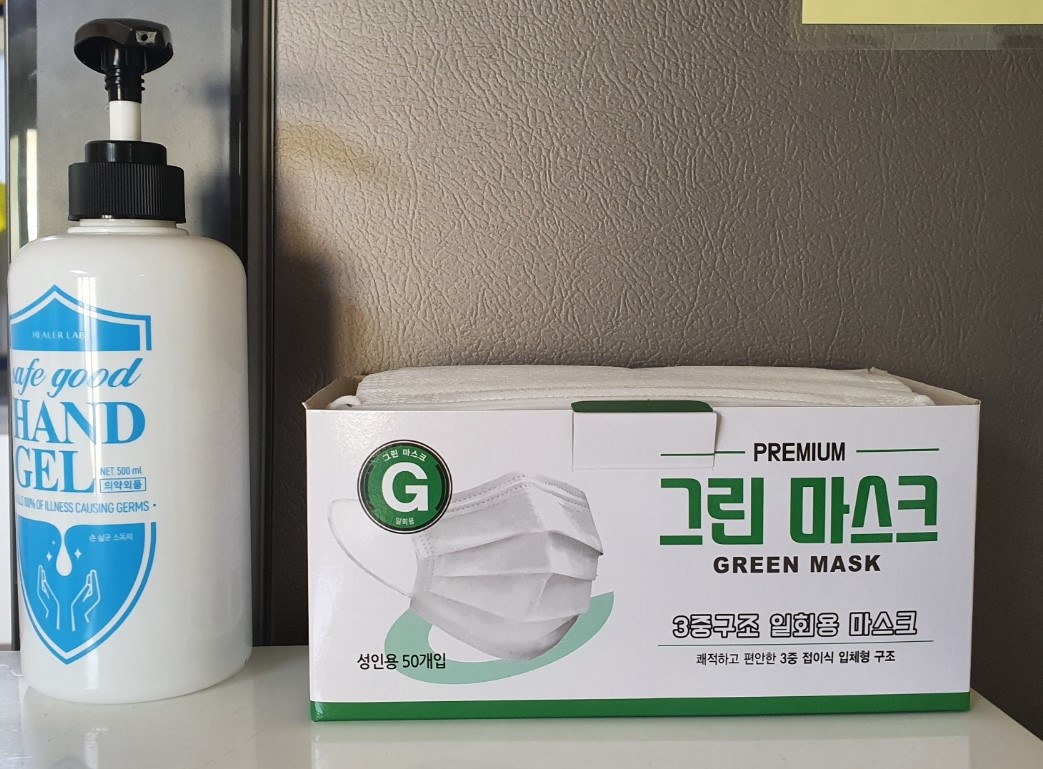 HEALER LAB
safe good
HAND
GEL
NET. 500 ml
의약외품
100% OF ILLNESS CAUSING GERMS
손 살균 소독제
그린 마스크
G
일회용
PREMIUM
그린 마스크
GREEN MASK
3중구조 일회용 마스크
쾌적하고 편안한 3중 접이식 입체형 구조
성인용 50개입